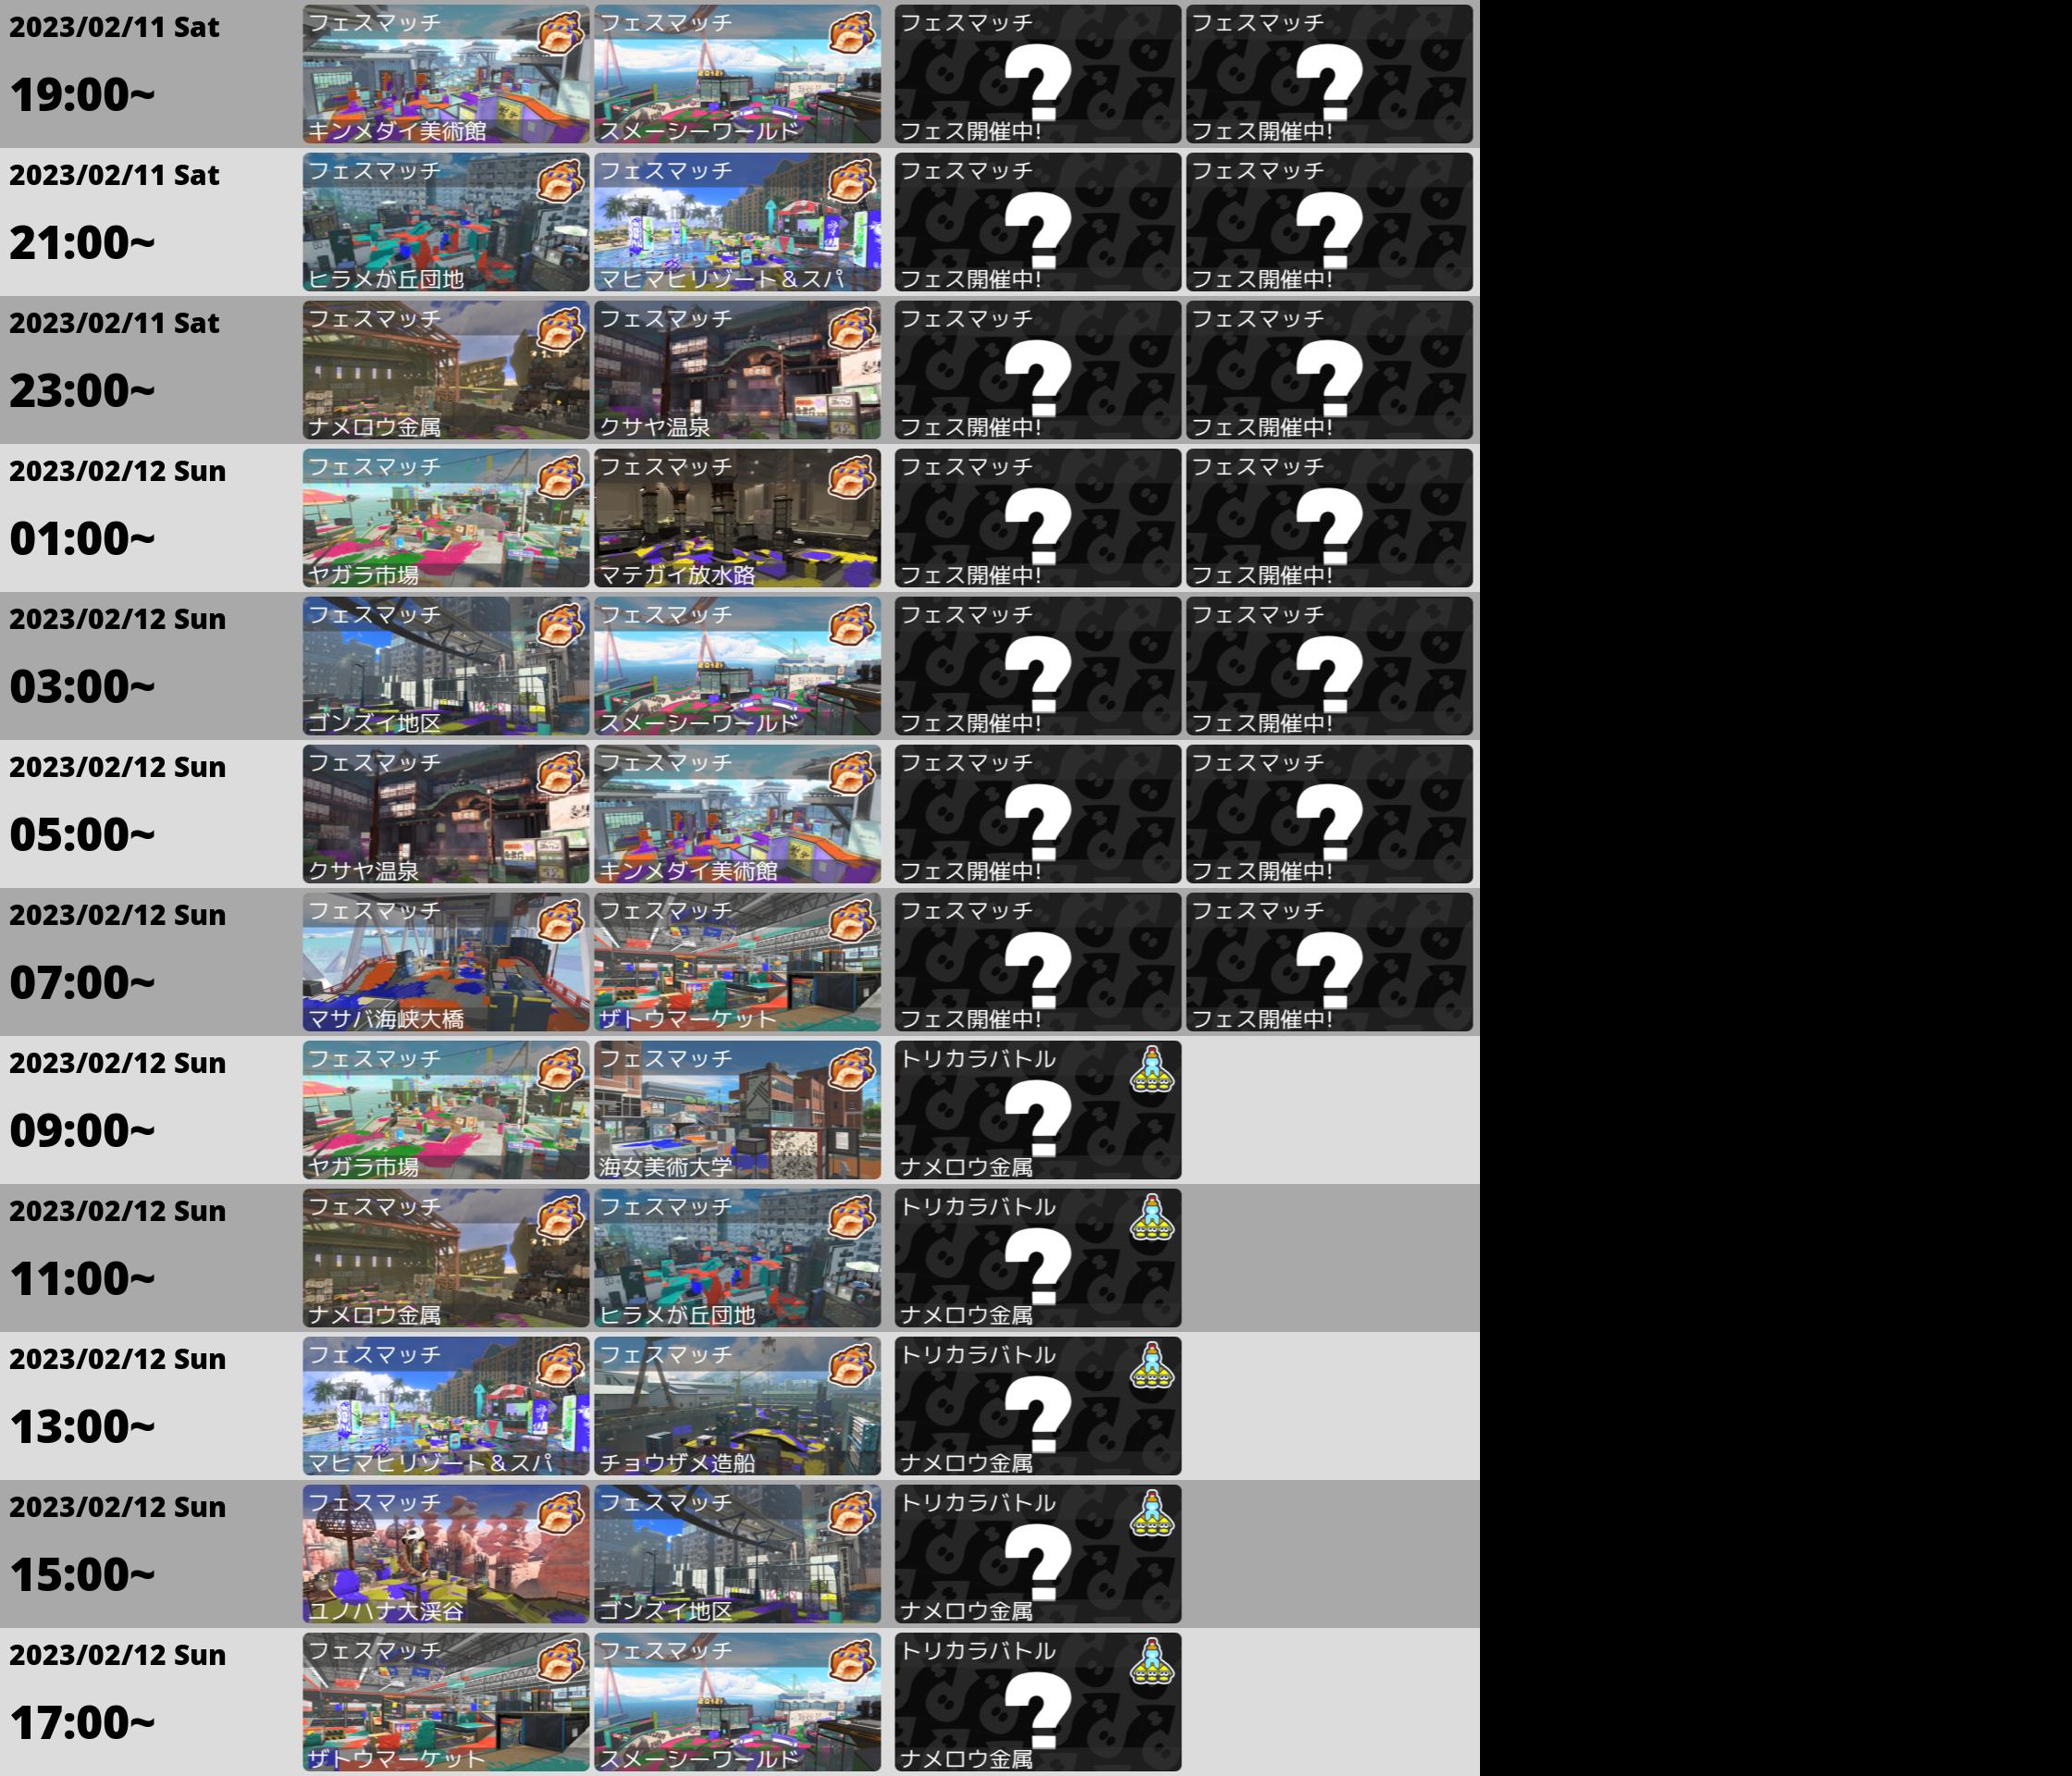 2023/02/11 Sat
19:00~
フェスマッチ
キンメダイ美術館
フェスマッチ
スメーシーワールド
フェスマッチ
?
フェス開催中!
フェスマッチ
?
フェス開催中!
2023/02/11 Sat
21:00~
フェスマッチ
ヒラメが丘団地
フェスマッチ
マヒマヒリゾート&スパ
フェスマッチ
?
フェス開催中!
フェスマッチ
?
フェス開催中!
2023/02/11 Sat
23:00~
フェスマッチ
ナメロウ金属
フェスマッチ
クサヤ温泉
フェスマッチ
?
フェス開催中!
フェスマッチ
?
フェス開催中!
2023/02/12 Sun
01:00~
フェスマッチ
ヤガラ市場
フェスマッチ
マテガイ放水路
フェスマッチ
?
フェス開催中!
フェスマッチ
?
フェス開催中!
2023/02/12 Sun
03:00~
フェスマッチ
ゴンズイ地区
フェスマッチ
スメーシーワールド
フェスマッチ
?
フェス開催中!
フェスマッチ
?
フェス開催中!
2023/02/12 Sun
05:00~
フェスマッチ
クサヤ温泉
フェスマッチ
キンメダイ美術館
フェスマッチ
?
フェス開催中!
フェスマッチ
?
フェス開催中!
2023/02/12 Sun
07:00~
フェスマッチ
マサバ海峡大橋
フェスマッチ
ザトウマーケット
フェスマッチ
?
フェス開催中!
フェスマッチ
?
フェス開催中!
2023/02/12 Sun
09:00~
フェスマッチ
ヤガラ市場
フェスマッチ
海女美術大学
トリカラバトル
?
ナメロウ金属
2023/02/12 Sun
11:00~
フェスマッチ
ナメロウ金属
フェスマッチ
ヒラメが丘団地
トリカラバトル
?
ナメロウ金属
2023/02/12 Sun
13:00~
フェスマッチ
マヒマヒリゾート&スパ
フェスマッチ
チョウザメ造船
トリカラバトル
?
ナメロウ金属
2023/02/12 Sun
15:00~
フェスマッチ
ユノハナ大渓谷
フェスマッチ
ゴンズイ地区
トリカラバトル
?
ナメロウ金属
2023/02/12 Sun
17:00~
フェスマッチ
ザトウマーケット
フェスマッチ
スメーシーワールド
トリカラバトル
?
ナメロウ金属